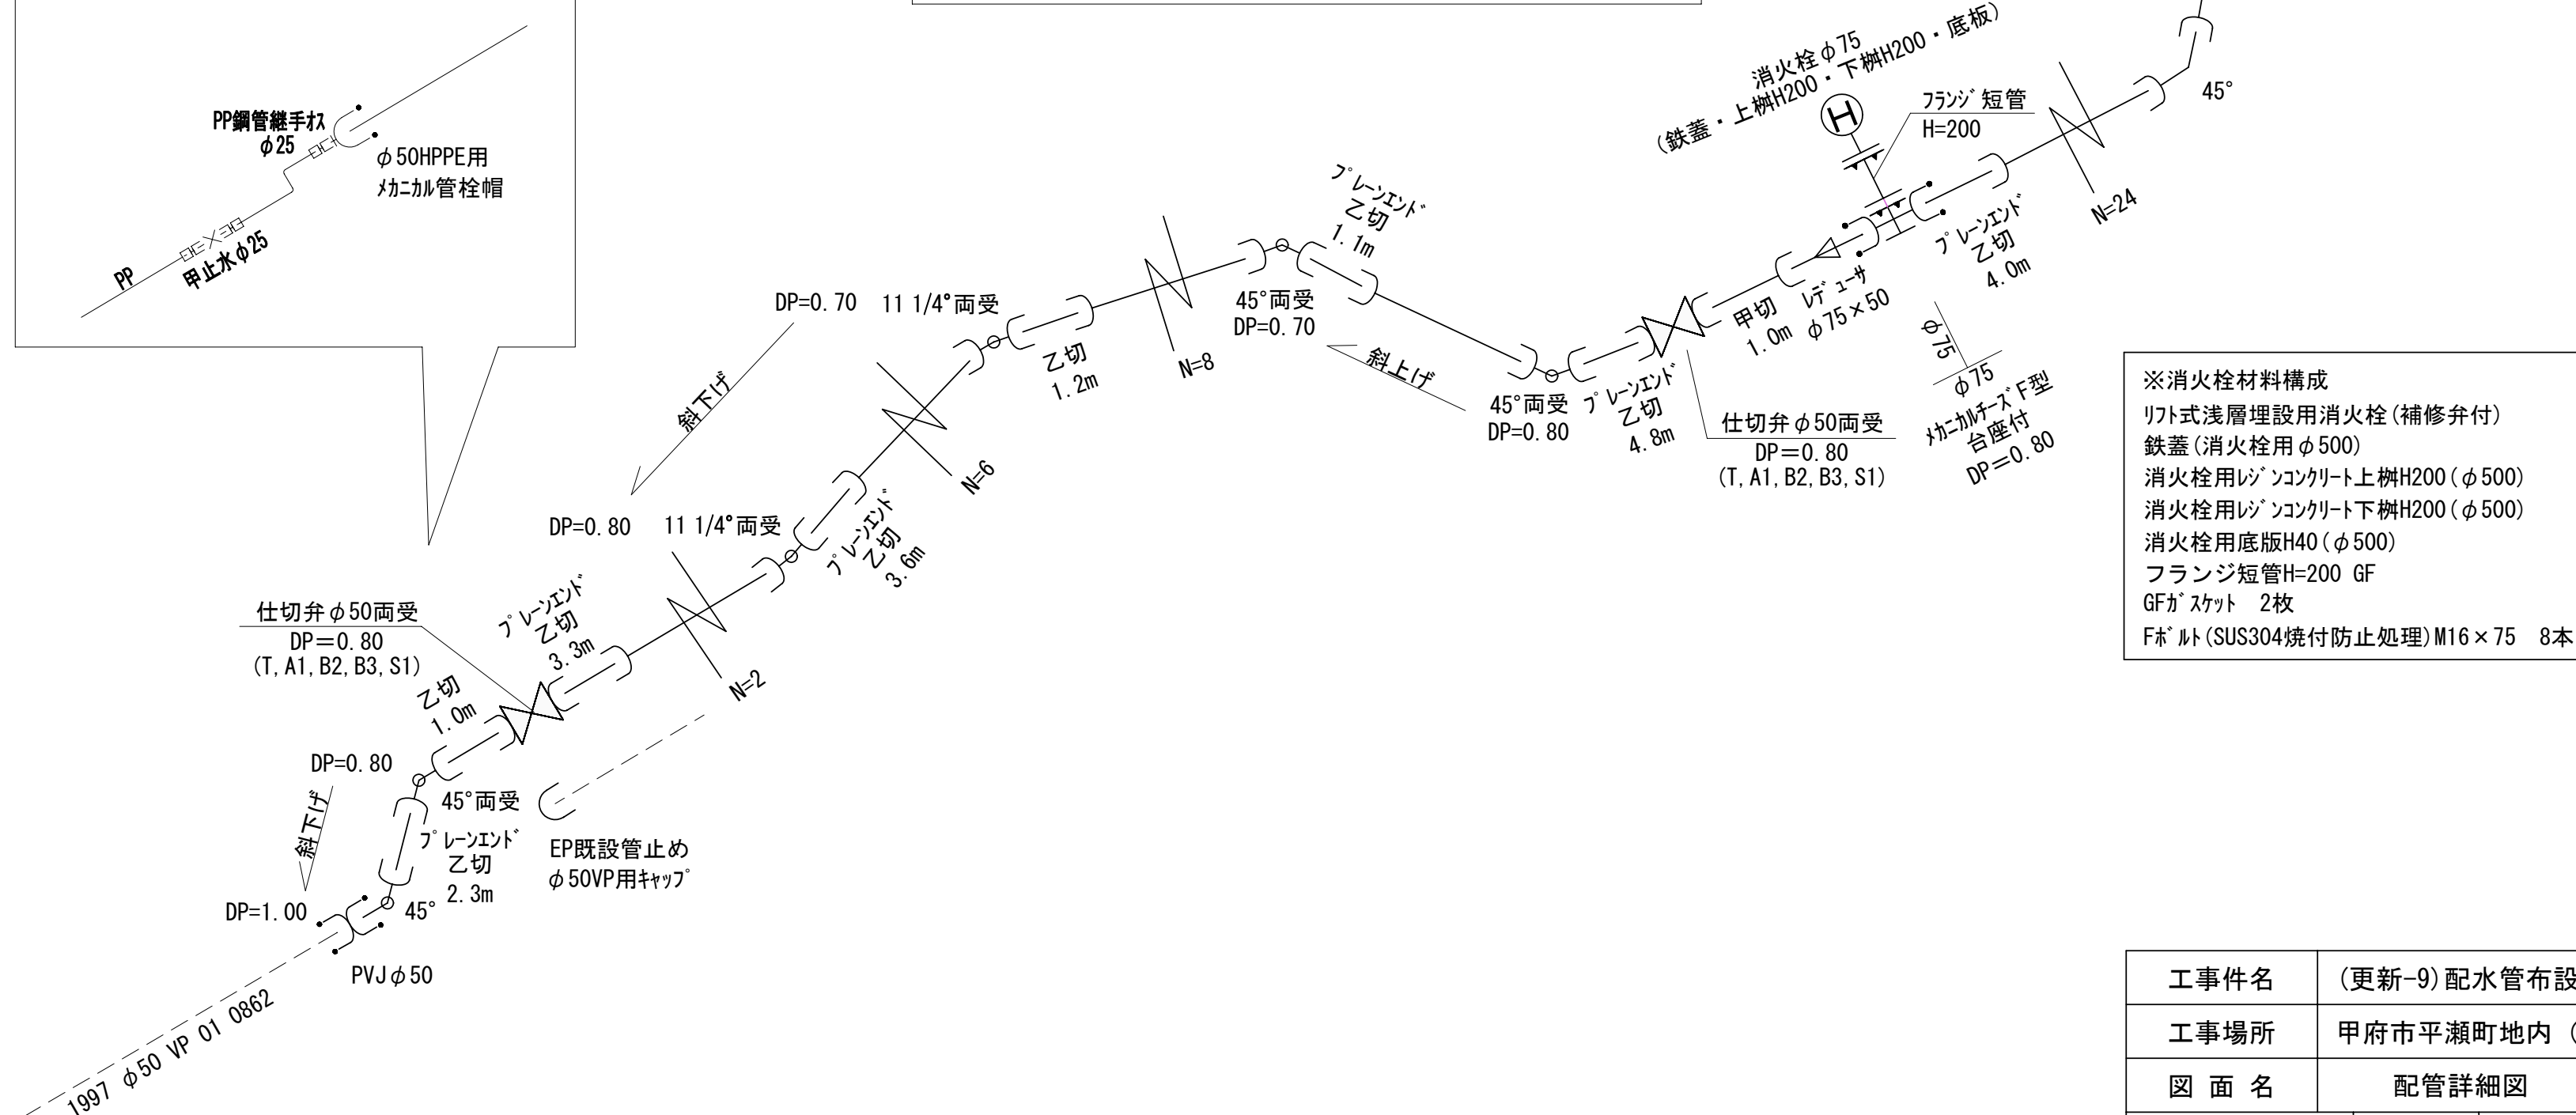 PP鋼管継手ｵｽ
φ25
φ50HPPE用
ﾒｶﾆｶﾙ管栓帽
甲止水φ25
PP
消火栓φ75
(鉄蓋・上桝H200・下桝H200・底板)
ﾌﾗﾝｼﾞ短管
H=200
45°
N=24
ﾌﾟﾚｰﾝｴﾝﾄﾞ
乙切
4.0m
ﾌﾟﾚｰﾝｴﾝﾄﾞ
乙切
1.1m
DP=0.70
11 1/4°両受
45°両受
DP=0.70
斜下げ
乙切
1.2m
N=8
斜上げ
甲切
1.0m
ﾚﾃﾞｭｰｻ
φ75×50
φ75
φ75
ﾒｶﾆｶﾙﾁｰｽﾞF型
台座付
DP＝0.80
45°両受
DP=0.80
ﾌﾟﾚｰﾝｴﾝﾄﾞ
乙切
4.8m
仕切弁φ50両受
DP＝0.80
(T,A1,B2,B3,S1)
※消火栓材料構成
ﾘﾌﾄ式浅層埋設用消火栓(補修弁付)
鉄蓋(消火栓用φ500)
消火栓用ﾚｼﾞﾝｺﾝｸﾘｰﾄ上桝H200(φ500)
消火栓用ﾚｼﾞﾝｺﾝｸﾘｰﾄ下桝H200(φ500)
消火栓用底版H40(φ500)
フランジ短管H=200 GF
GFｶﾞｽｹｯﾄ　2枚
Fﾎﾞﾙﾄ(SUS304焼付防止処理)M16×75　8本
N=6
DP=0.80
11 1/4°両受
ﾌﾟﾚｰﾝｴﾝﾄﾞ
乙切
3.6m
仕切弁φ50両受
DP＝0.80
(T,A1,B2,B3,S1)
ﾌﾟﾚｰﾝｴﾝﾄﾞ
乙切
3.3m
N=2
乙切
1.0m
DP=0.80
斜下げ
45°両受
ﾌﾟﾚｰﾝｴﾝﾄﾞ
乙切
2.3m
EP既設管止め
φ50VP用ｷｬｯﾌﾟ
DP=1.00
45°
PVJφ50
1997 φ50 VP 01 0862
工事件名 (更新-9)配水管布設
工事場所 甲府市平瀬町地内（
図 面 名 配管詳細図